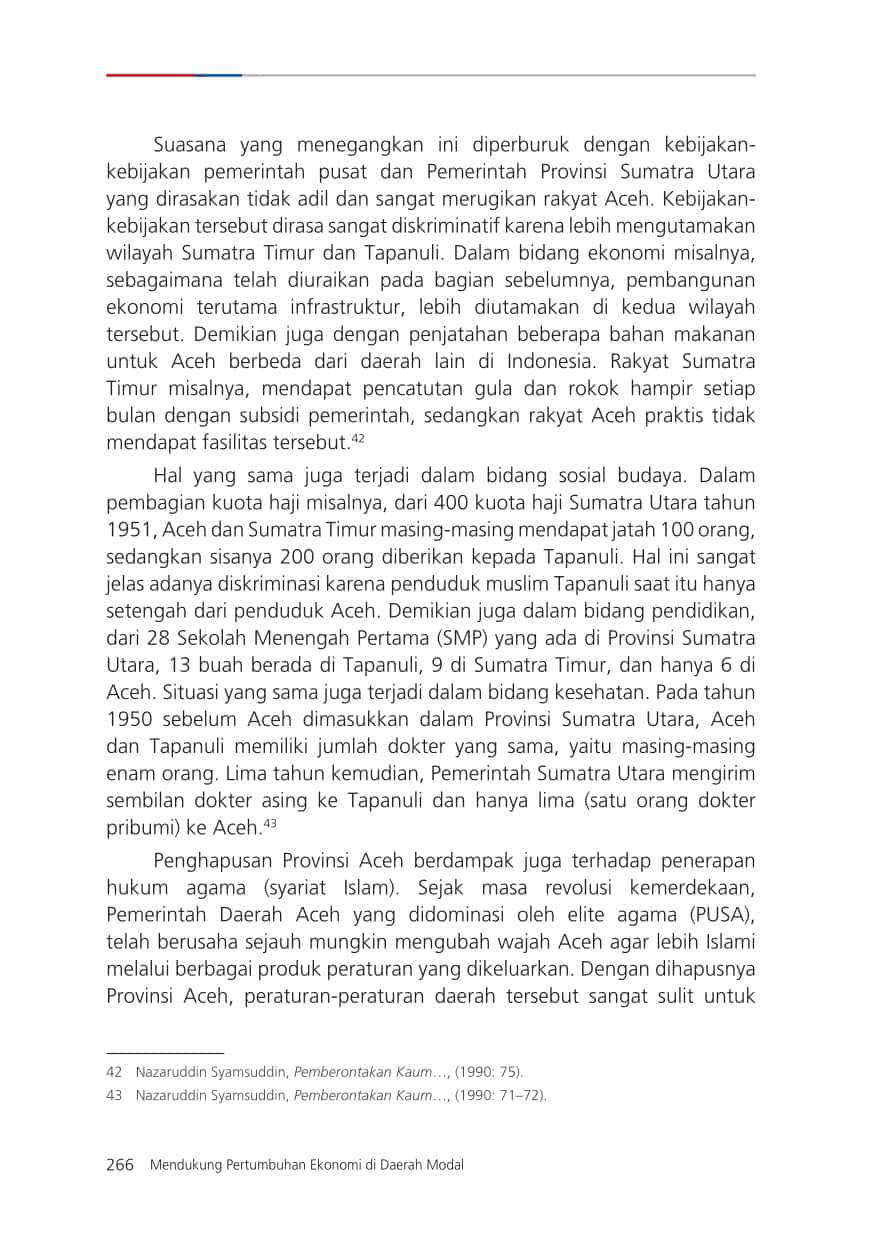 Suasana yang menegangkan ini diperburuk dengan kebijakan-
kebijakan pemerintah pusat dan Pemerintah Provinsi Sumatra Utara
yang dirasakan tidak adil dan sangat merugikan rakyat Aceh. Kebijakan-
kebijakan tersebut dirasa sangat diskriminatif karena lebih mengutamakan
wilayah Sumatra Timur dan Tapanuli. Dalam bidang ekonomi misalnya,
sebagaimana telah diuraikan pada bagian sebelumnya, pembangunan
ekonomi terutama infrastruktur, lebih diutamakan di kedua wilayah
tersebut. Demikian juga dengan penjatahan beberapa bahan makanan
untuk Aceh berbeda dari daerah lain di Indonesia. Rakyat Sumatra
Timur misalnya, mendapat pencatutan gula dan rokok hampir setiap
bulan dengan subsidi pemerintah, sedangkan rakyat Aceh praktis tidak
mendapat fasilitas tersebut.42
Hal yang sama juga terjadi dalam bidang sosial budaya. Dalam
pembagian kuota haji misalnya, dari 400 kuota haji Sumatra Utara tahun
1951, Aceh dan Sumatra Timur masing-masing mendapat jatah 100 orang,
sedangkan sisanya 200 orang diberikan kepada Tapanuli. Hal ini sangat
jelas adanya diskriminasi karena penduduk muslim Tapanuli saat itu hanya
setengah dari penduduk Aceh. Demikian juga dalam bidang pendidikan,
dari 28 Sekolah Menengah Pertama (SMP) yang ada di Provinsi Sumatra
Utara, 13 buah berada di Tapanuli, 9 di Sumatra Timur, dan hanya 6 di
Aceh. Situasi yang sama juga terjadi dalam bidang kesehatan. Pada tahun
1950 sebelum Aceh dimasukkan dalam Provinsi Sumatra Utara, Aceh
dan Tapanuli memiliki jumlah dokter yang sama, yaitu masing-masing
enam orang. Lima tahun kemudian, Pemerintah Sumatra Utara mengirim
sembilan dokter asing ke Tapanuli dan hanya lima (satu orang dokter
pribumi) ke Aceh.43
Penghapusan Provinsi Aceh berdampak juga terhadap penerapan
hukum agama (syariat Islam). Sejak masa revolusi kemerdekaan,
Pemerintah Daerah Aceh yang didominasi oleh elite agama (PUSA),
telah berusaha sejauh mungkin mengubah wajah Aceh agar lebih Islami
melalui berbagai produk peraturan yang dikeluarkan. Dengan dihapusnya
Provinsi Aceh, peraturan-peraturan daerah tersebut sangat sulit untuk
42 Nazaruddin Syamsuddin, Pemberontakan Kaum…, (1990: 75).
43 Nazaruddin Syamsuddin, Pemberontakan Kaum…, (1990: 71–72).
266 Mendukung Pertumbuhan Ekonomi di Daerah Modal